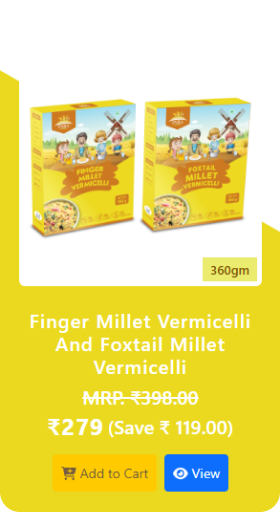 FINGER
MILLET
VERMICELLI
FOXTAIL
MILLET
VERMICELLI
360gm
Finger Millet Vermicelli
And Foxtail Millet
Vermicelli
MRP. ₹398.00
₹279 (Save ₹ 119.00)
Add to Cart
View